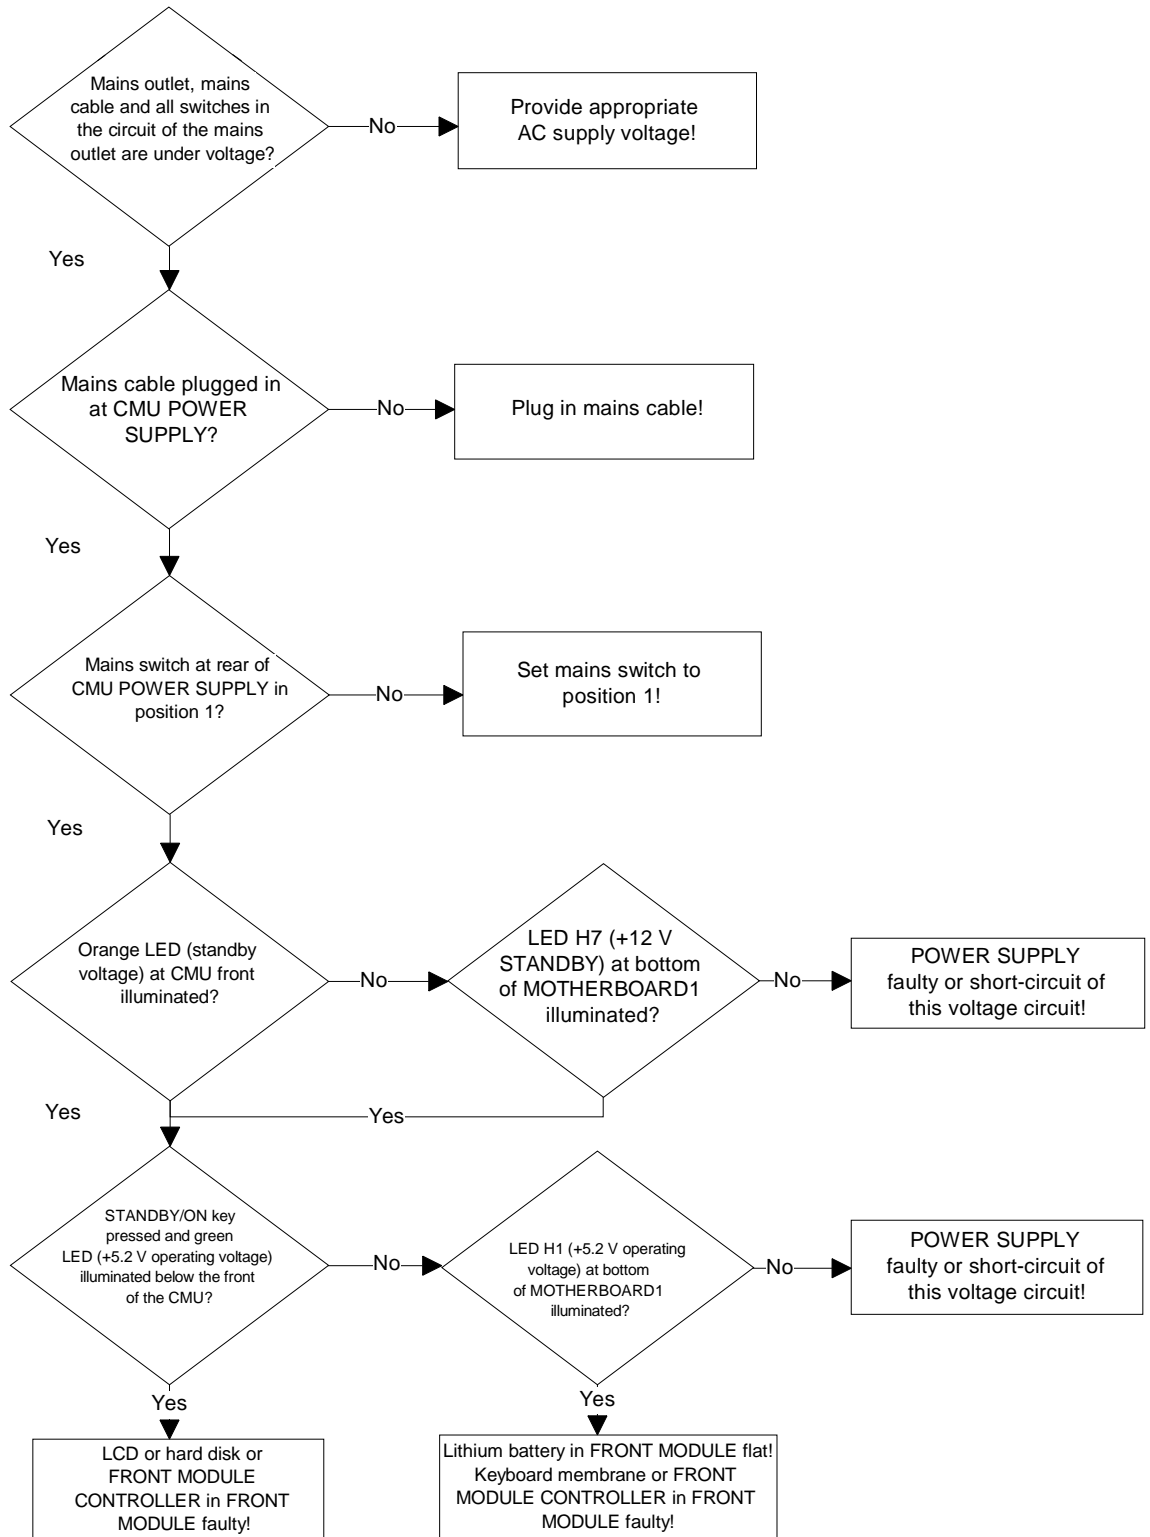 Mains outlet, mains
cable and all switches in
the circuit of the mains
outlet are under voltage?
No
Provide appropriate
AC supply voltage!
Yes
Mains cable plugged in
at CMU POWER
SUPPLY?
No
Plug in mains cable!
Yes
Mains switch at rear of
CMU POWER SUPPLY in
position 1?
No
Set mains switch to
position 1!
Yes
Orange LED (standby
voltage) at CMU front
illuminated?
No
LED H7 (+12 V
STANDBY) at bottom
of MOTHERBOARD1
illuminated?
No
POWER SUPPLY
faulty or short-circuit of
this voltage circuit!
Yes
Yes
STANDBY/ON key
pressed and green
LED (+5.2 V operating voltage)
illuminated below the front
of the CMU?
No
LED H1 (+5.2 V operating
voltage) at bottom
of MOTHERBOARD1
illuminated?
No
POWER SUPPLY
faulty or short-circuit of
this voltage circuit!
Yes
Yes
LCD or hard disk or
FRONT MODULE
CONTROLLER in FRONT
MODULE faulty!
Lithium battery in FRONT MODULE flat!
Keyboard membrane or FRONT
MODULE CONTROLLER in FRONT
MODULE faulty!